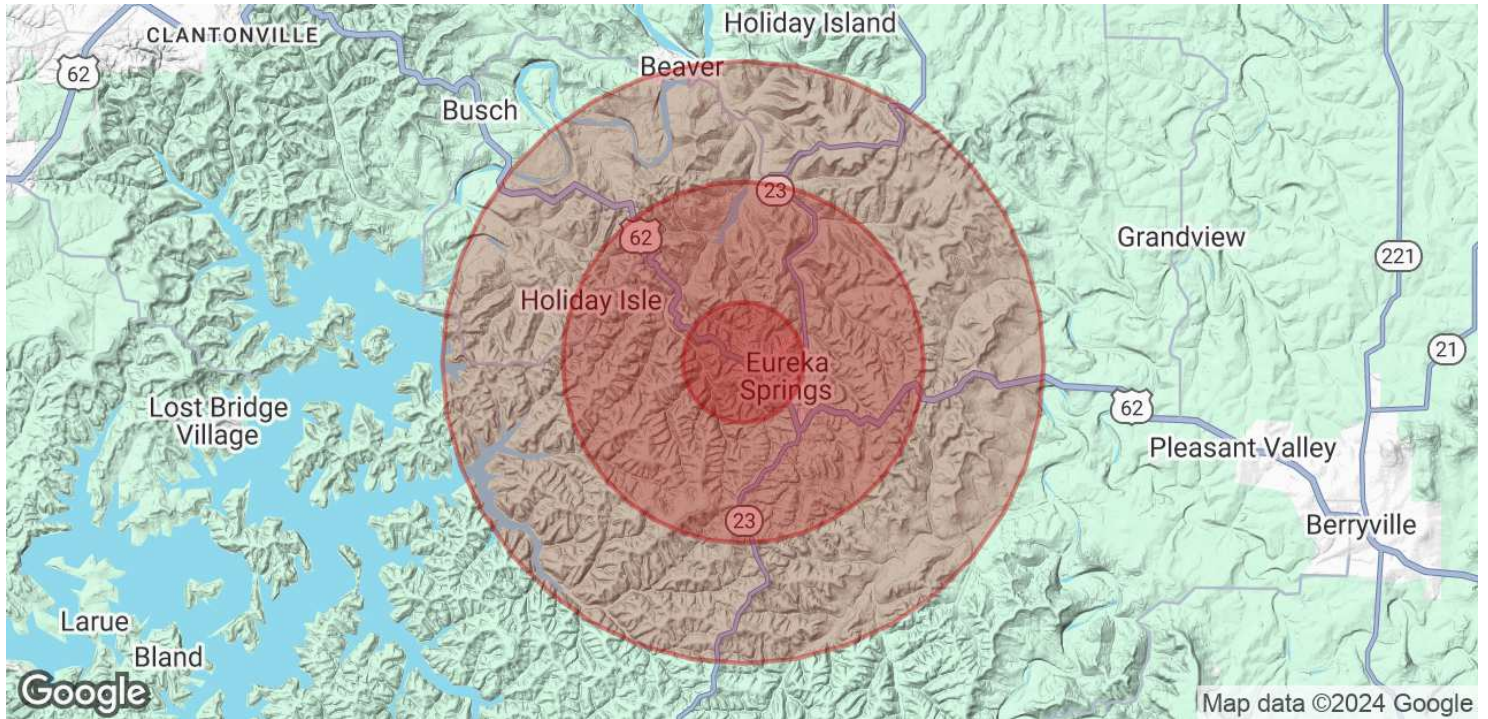 Holiday Island
CLANTONVILLE
62
Beaver
Busch
23
62
Grandview
221
Holiday Isle
21
Eureka
Springs
Lost Bridge
Village
62
Pleasant Valley
23
Berryville
Larue
Bland
Google
Map data ©2024 Google